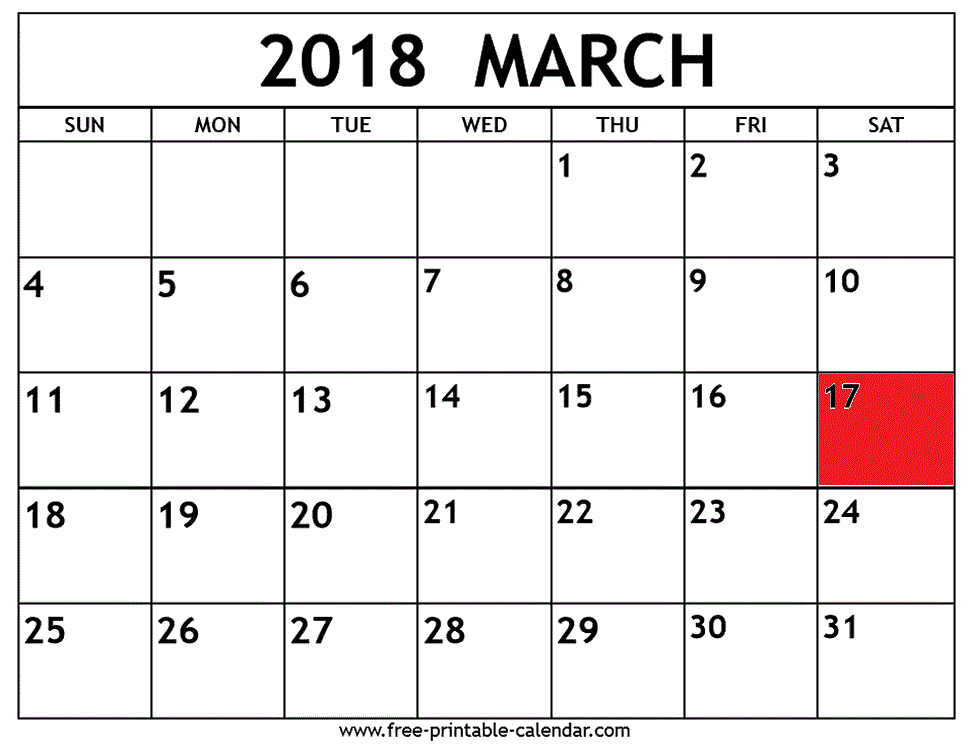 2018 MARCH
SUN MON TUE WED THU FRI SAT
1 2 3
4 5 6 7 8 9 10
11 12 13 14 15 16 17
18 19 20 21 22 23 24
25 26 27 28 29 30 31
www.free-printable-calendar.com